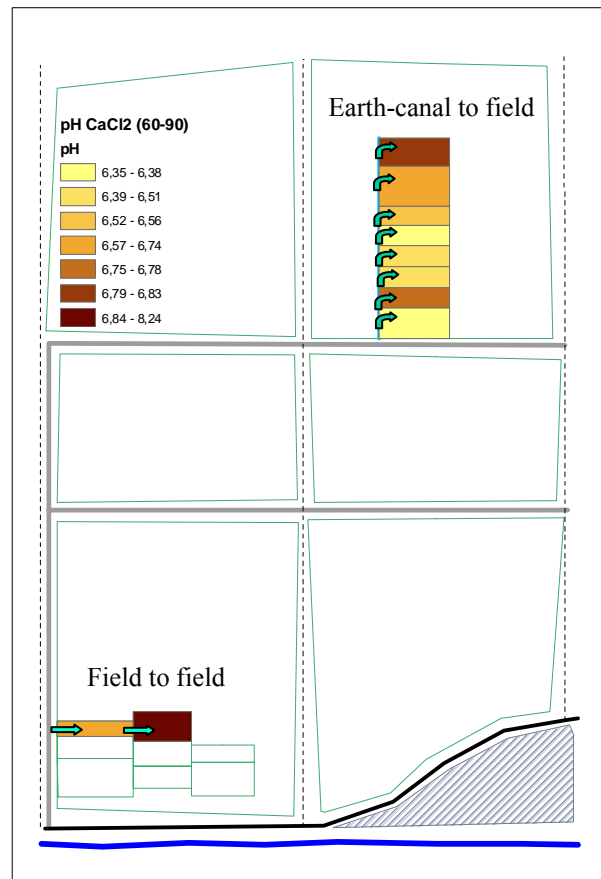 Earth-canal to field
pH CaCl2 (60-90)
pH
6,35 - 6,38
6,39 - 6,51
6,52 - 6,56
6,57 - 6,74
6,75 - 6,78
6,79 - 6,83
6,84 - 8,24
Field to field